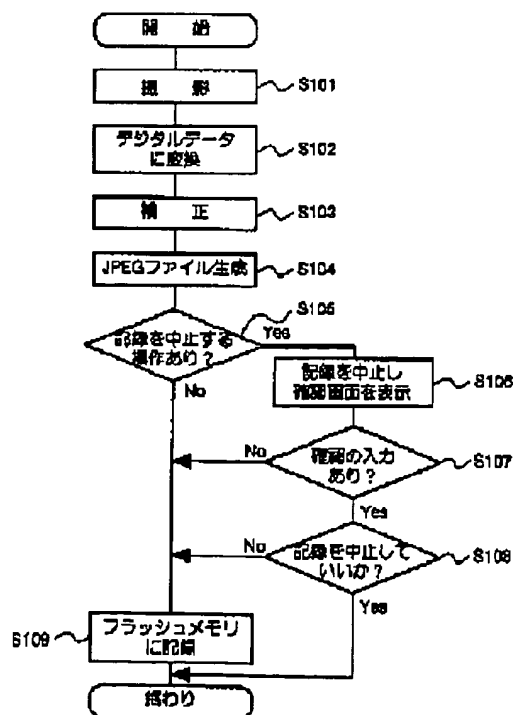 開始
撮影
S101
デジタルデータ
に変換
S102
補正
S103
JPEGファイル生成
S104
S105
記録を中止する
操作あり？
Yes
No
記録を中止し
確認画面を表示
S106
確認の入力
あり？
No
S107
Yes
記録を中止して
いいか？
No
S108
Yes
フラッシュメモリ
に記録
S109
終わり